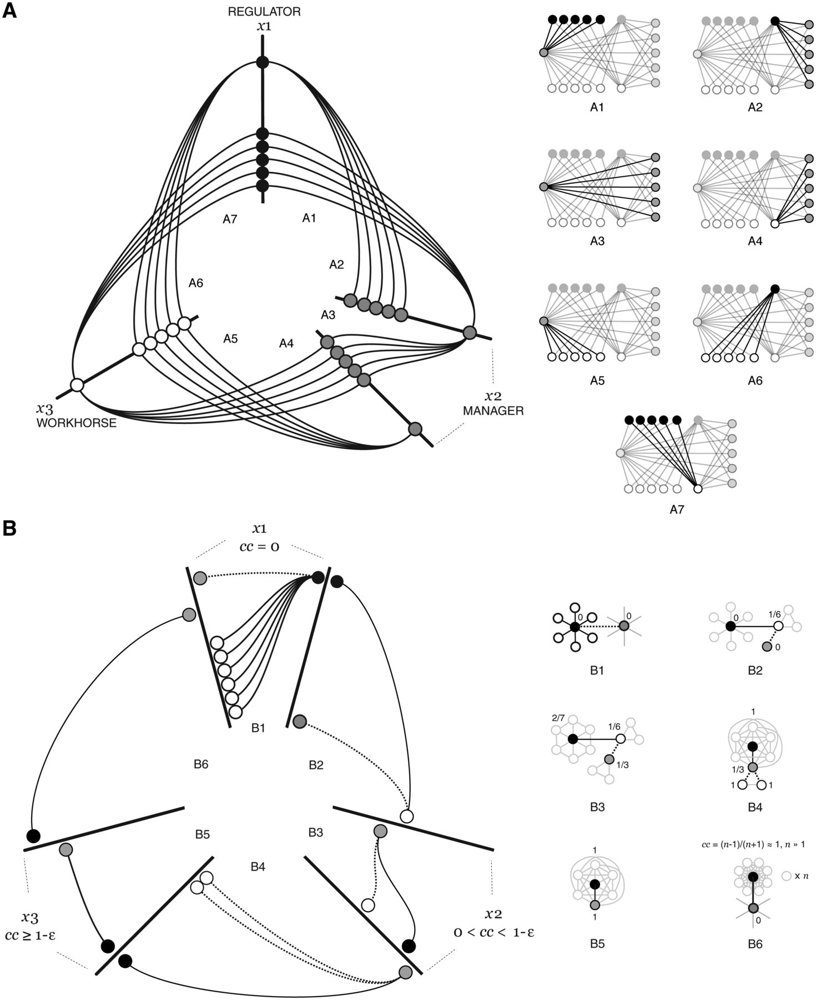 A
REGULATOR
x1
A7
A1
A2
A6
A3
A5
A4
x3
WORKHORSE
x2
MANAGER
A1
A2
A3
A4
A5
A6
A7
B
x1
cc = 0
B1
B6
B2
B5
B3
B4
x3
cc ≥ 1-ε
x2
0 < cc < 1-ε
0
0
B1
0
1/6
0
B2
2/7
1/6
1/3
B3
1
1/3
1
1
B4
1
1
B5
cc = (n-1)/(n+1) ≈ 1, n » 1
x n
0
B6